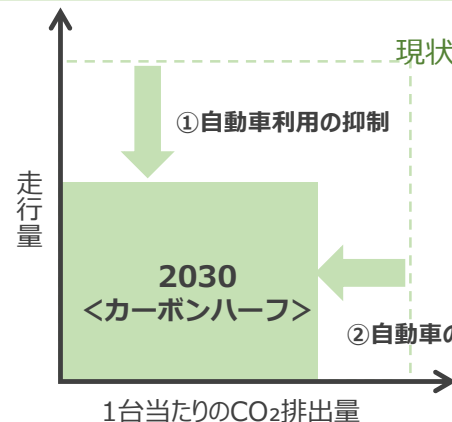 現状
①自動車利用の抑制
走行量
2030
＜カーボンハーフ＞
②自動車の
1台当たりのCO₂排出量